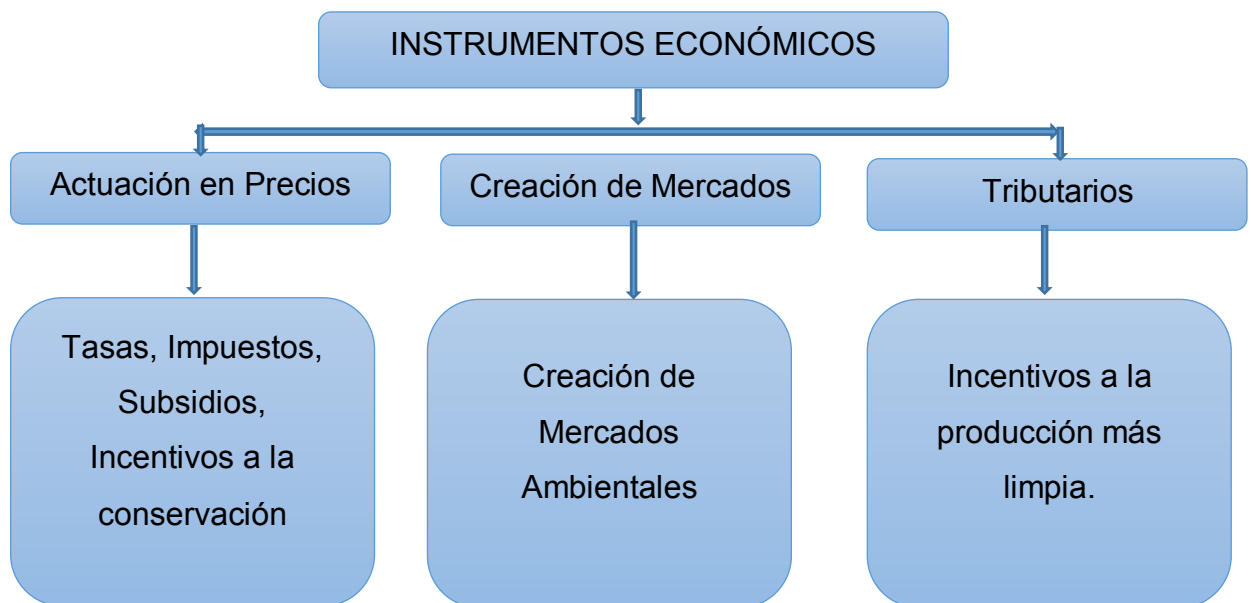 INSTRUMENTOS ECONÓMICOS
Actuación en Precios
Creación de Mercados
Tributarios
Tasas, Impuestos,
Subsidios,
Incentivos a la
conservación
Creación de
Mercados
Ambientales
Incentivos a la
producción más
limpia.